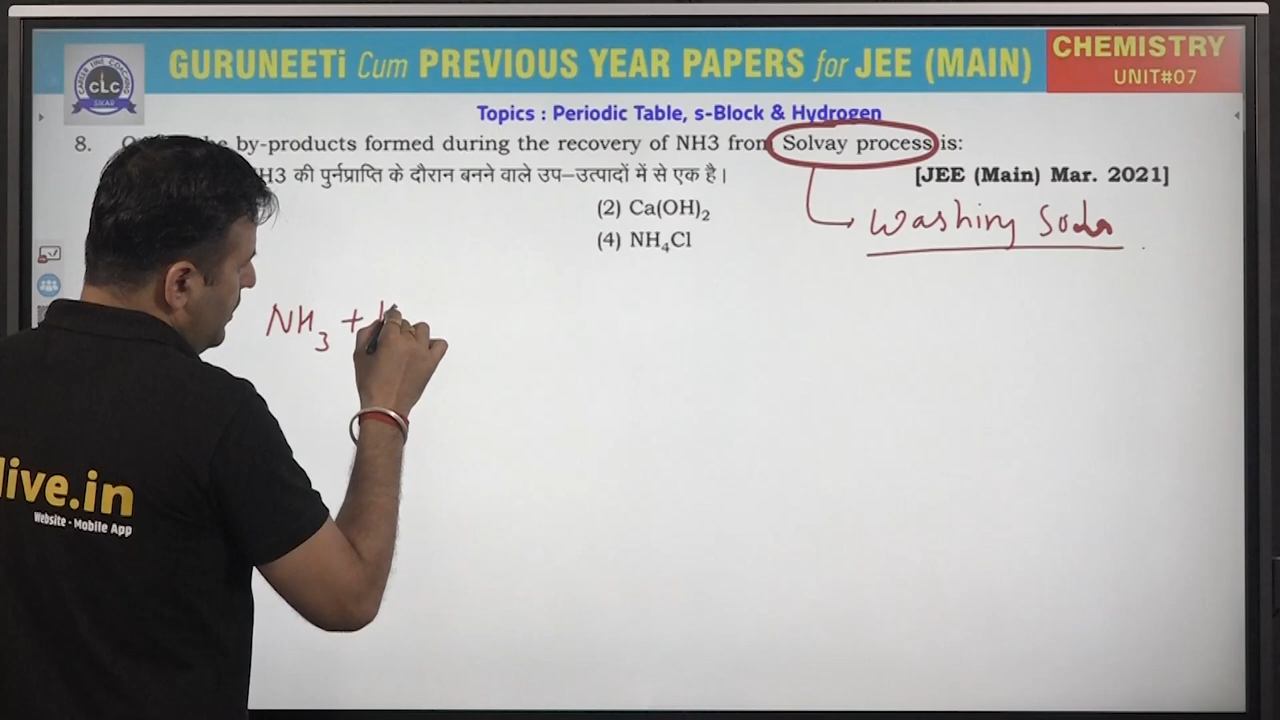 GURUNEETi Cum PREVIOUS YEAR PAPERS for JEE (MAIN)
CHEMISTRY
UNIT#07
CLC
SIKAR
Topics : Periodic Table, s-Block & Hydrogen
8. by-products formed during the recovery of NH3 from Solvay process is:
H3 की पुर्नप्राप्ति के दौरान बनने वाले उप–उत्पादों में से एक है।
[JEE (Main) Mar. 2021]
(2) Ca(OH)₂
Washing Soda
(4) NH₄Cl
NH₃ +
live.in
Website - Mobile App